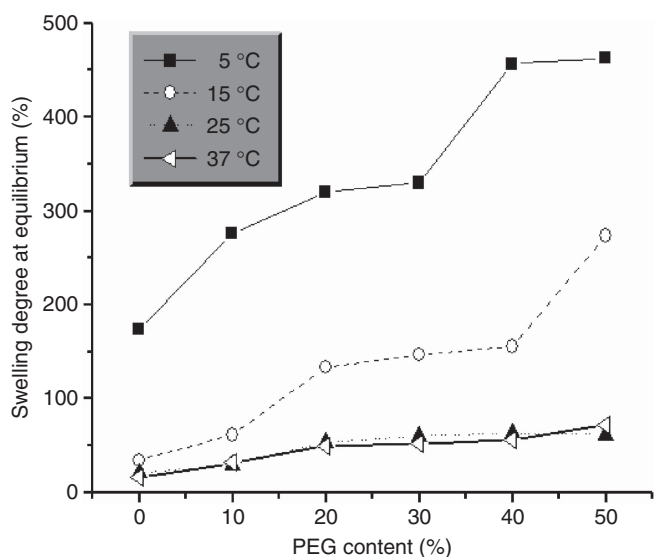 500
400
300
200
100
0
Swelling degree at equilibrium (%)
5 °C
15 °C
25 °C
37 °C
0 10 20 30 40 50
PEG content (%)